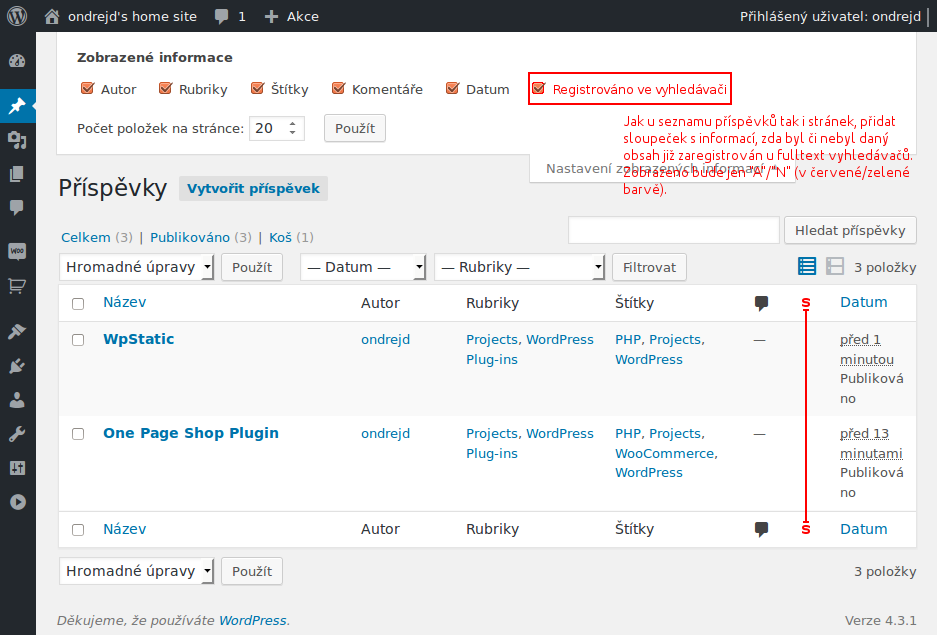 ondrejd's home site 1 Akce Přihlášený uživatel: ondrejd
Zobrazené informace
Autor Rubriky Štítky Komentáře Datum Registrováno ve vyhledávači
Počet položek na stránce: 20 Použít
Jak u seznamu příspěvků tak i stránek, přidat
sloupeček s informací, zda byl či nebyl daný
obsah již zaregistrován u fulltext vyhledávačů.
Zobrazeno bude jen "A"/"N" (v červené/zelené
barvě).
Nastavení zobrazených informací
Příspěvky Vytvořit příspěvek
Celkem (3) | Publikováno (3) | Koš (1) Hledat příspěvky
Hromadné úpravy Použít — Datum — — Rubriky — Filtrovat 3 položky
Název Autor Rubriky Štítky S Datum
WpStatic ondrejd Projects, WordPress PHP, Projects, — před 1
Plug-ins WordPress minutou
Publiková
no
One Page Shop Plugin ondrejd Projects, WordPress PHP, Projects, — před 13
Plug-ins WooCommerce, minutami
WordPress Publiková
no
Název Autor Rubriky Štítky S Datum
Hromadné úpravy Použít 3 položky
Děkujeme, že používáte WordPress. Verze 4.3.1
WOO